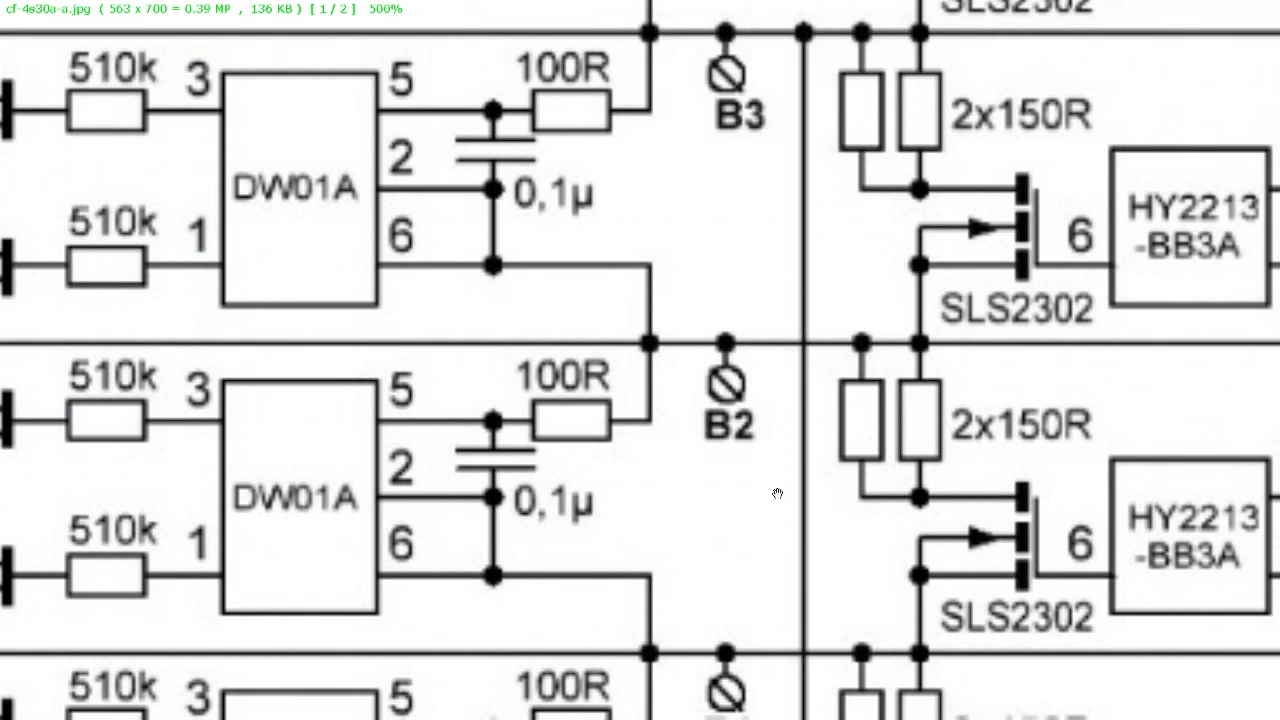 cf-4s30a-a.jpg ( 563 x 700 = 0.39 MP , 136 KB ) [ 1 / 2 ] 500%
SLS2302
510k 3 5 100R
B3 2x150R
2
DW01A 0,1µ
HY2213
-BB3A
510k 1 6 6
SLS2302
510k 3 5 100R
B2 2x150R
2
DW01A 0,1µ
HY2213
-BB3A
510k 1 6 6
SLS2302
510k 3 5 100R